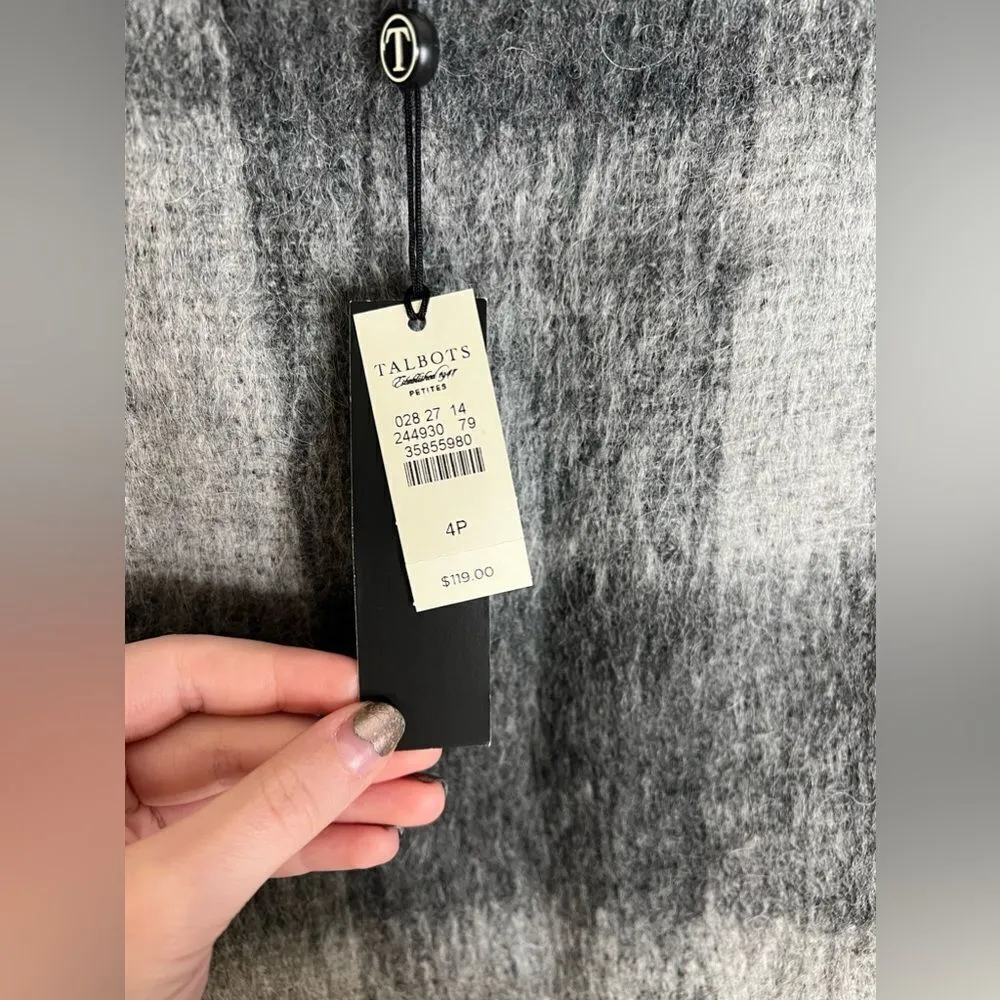 T
TALBOTS
Established 1947
PETITES
028 27 14
244930 79
35855980
4P
$119.00